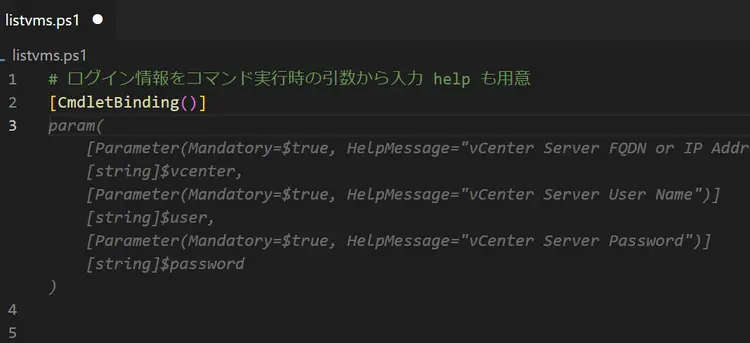 listvms.ps1 ●
listvms.ps1
1 # ログイン情報をコマンド実行時の引数から入力 help も用意
2 [CmdletBinding()]
3 param(
[Parameter(Mandatory=$true, HelpMessage="vCenter Server FQDN or IP Addr
[string]$vcenter,
[Parameter(Mandatory=$true, HelpMessage="vCenter Server User Name")]
[string]$user,
[Parameter(Mandatory=$true, HelpMessage="vCenter Server Password")]
[string]$password
)
4
5